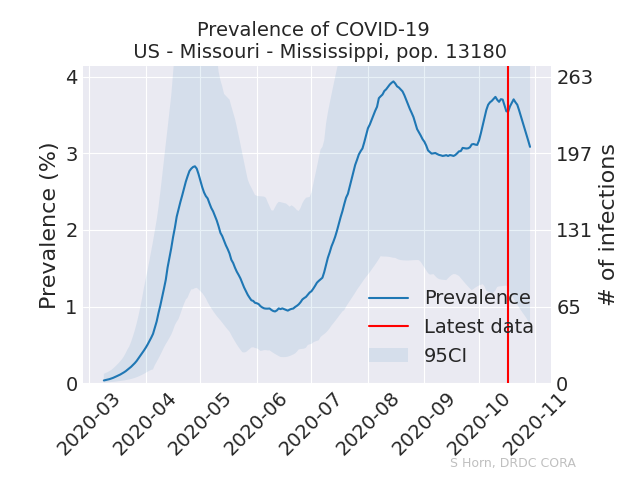 Prevalence of COVID-19
US - Missouri - Mississippi, pop. 13180
Prevalence (%)
4
3
2
1
0
263
197
131
65
0
# of infections
Prevalence
Latest data
95CI
2020-03
2020-04
2020-05
2020-06
2020-07
2020-08
2020-09
2020-10
2020-11
S Horn, DRDC CORA